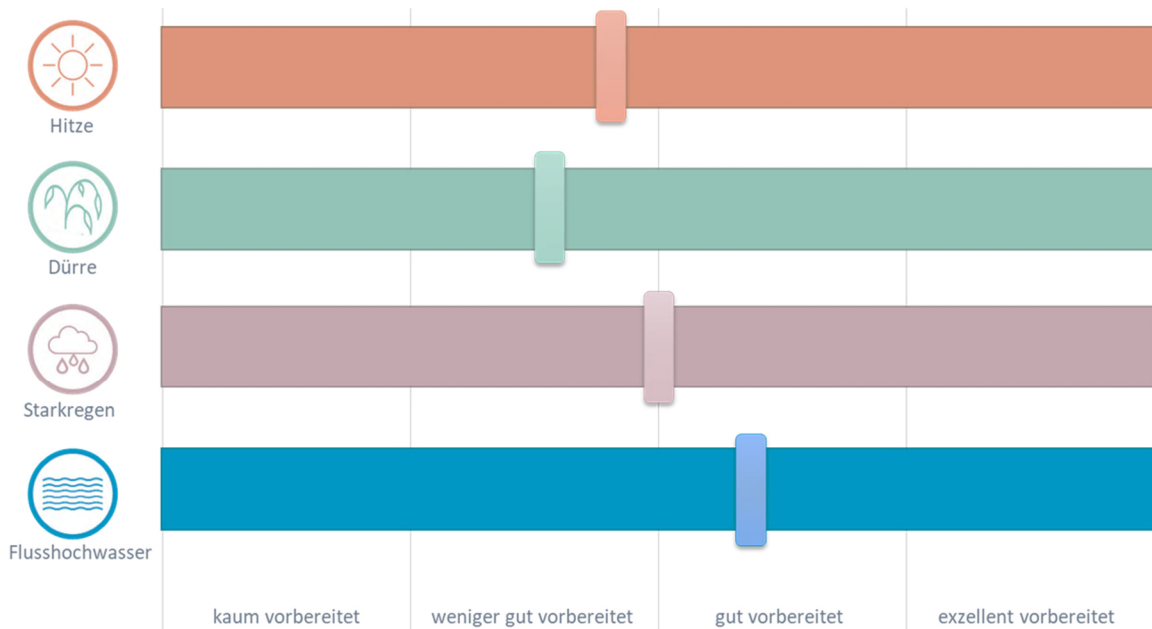 Hitze
Dürre
Starkregen
Flusshochwasser
kaum vorbereitet
weniger gut vorbereitet
gut vorbereitet
exzellent vorbereitet